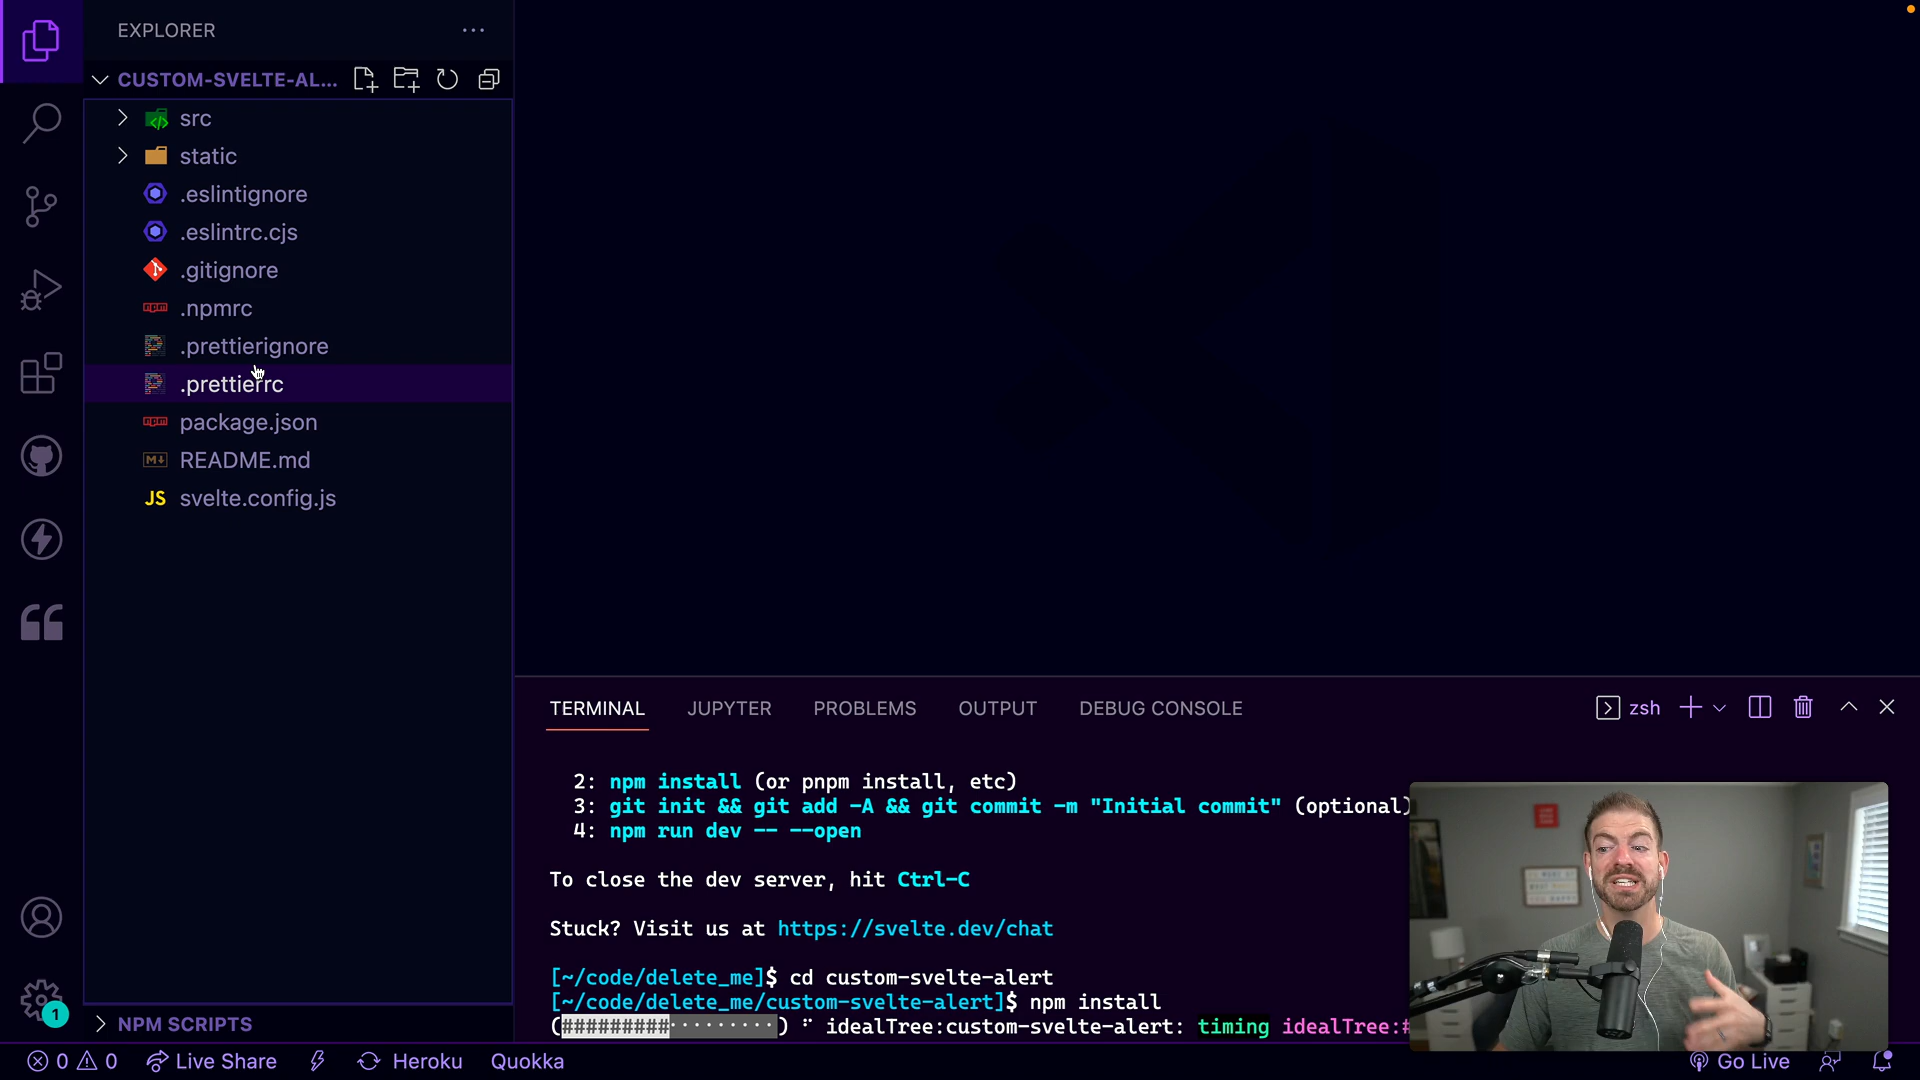 EXPLORER
CUSTOM-SVELTE-AL...
src
static
.eslintignore
.eslintrc.cjs
.gitignore
.npmrc
.prettierignore
.prettierrc
package.json
README.md
JS svelte.config.js
NPM SCRIPTS
TERMINAL JUPYTER PROBLEMS OUTPUT DEBUG CONSOLE zsh
2: npm install (or pnpm install, etc)
3: git init && git add -A && git commit -m "Initial commit" (optional)
4: npm run dev -- --open
To close the dev server, hit Ctrl-C
Stuck? Visit us at https://svelte.dev/chat
[~/code/delete_me]$ cd custom-svelte-alert
[~/code/delete_me/custom-svelte-alert]$ npm install
(#########⋅⋅⋅⋅⋅⋅⋅⋅⋅) ⠋ idealTree:custom-svelte-alert: timing idealTree:#
1
0 0 Live Share Heroku Quokka Go Live